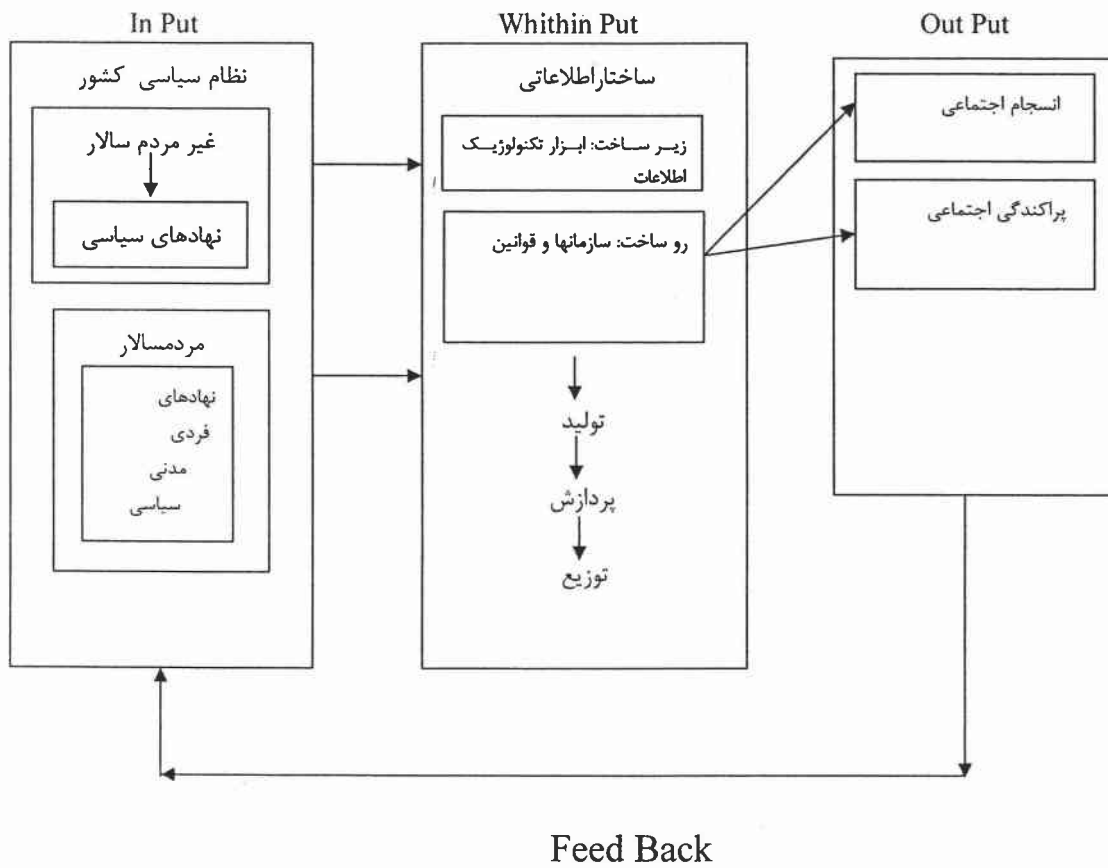 In Put
Whithin Put
Out Put
نظام سیاسی کشور
غیر مردم سالار
نهادهای سیاسی
مردمسالار
نهادهای
فردی
مدنی
سیاسی
ساختاراطلاعاتی
زیر ساخت: ابزار تکنولوژیک
اطلاعات
رو ساخت: سازمانها و قوانین
تولید
پردازش
توزیع
انسجام اجتماعی
پراکندگی اجتماعی
Feed Back